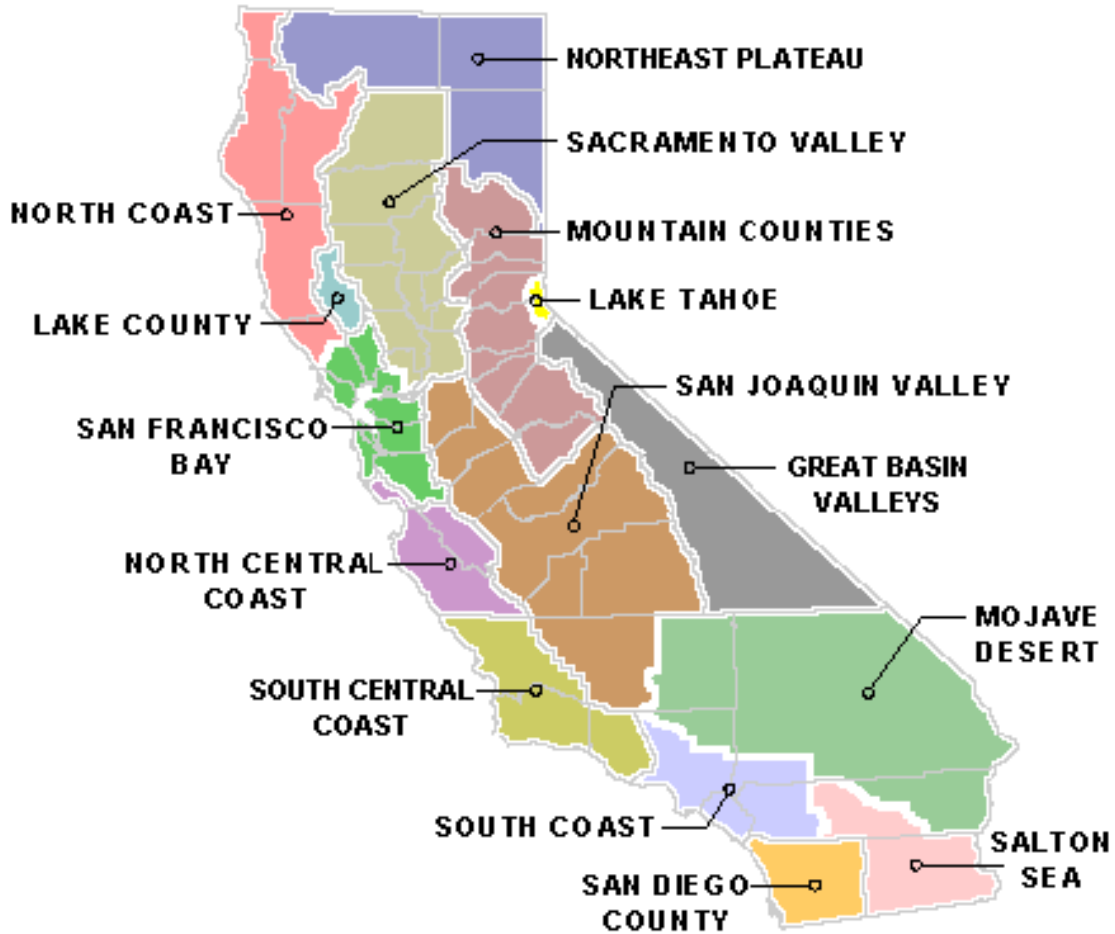 NORTHEAST PLATEAU
SACRAMENTO VALLEY
NORTH COAST
MOUNTAIN COUNTIES
LAKE TAHOE
LAKE COUNTY
SAN JOAQUIN VALLEY
SAN FRANCISCO
BAY
GREAT BASIN
VALLEYS
NORTH CENTRAL
COAST
MOJAVE
DESERT
SOUTH CENTRAL
COAST
SOUTH COAST
SALTON
SEA
SAN DIEGO
COUNTY